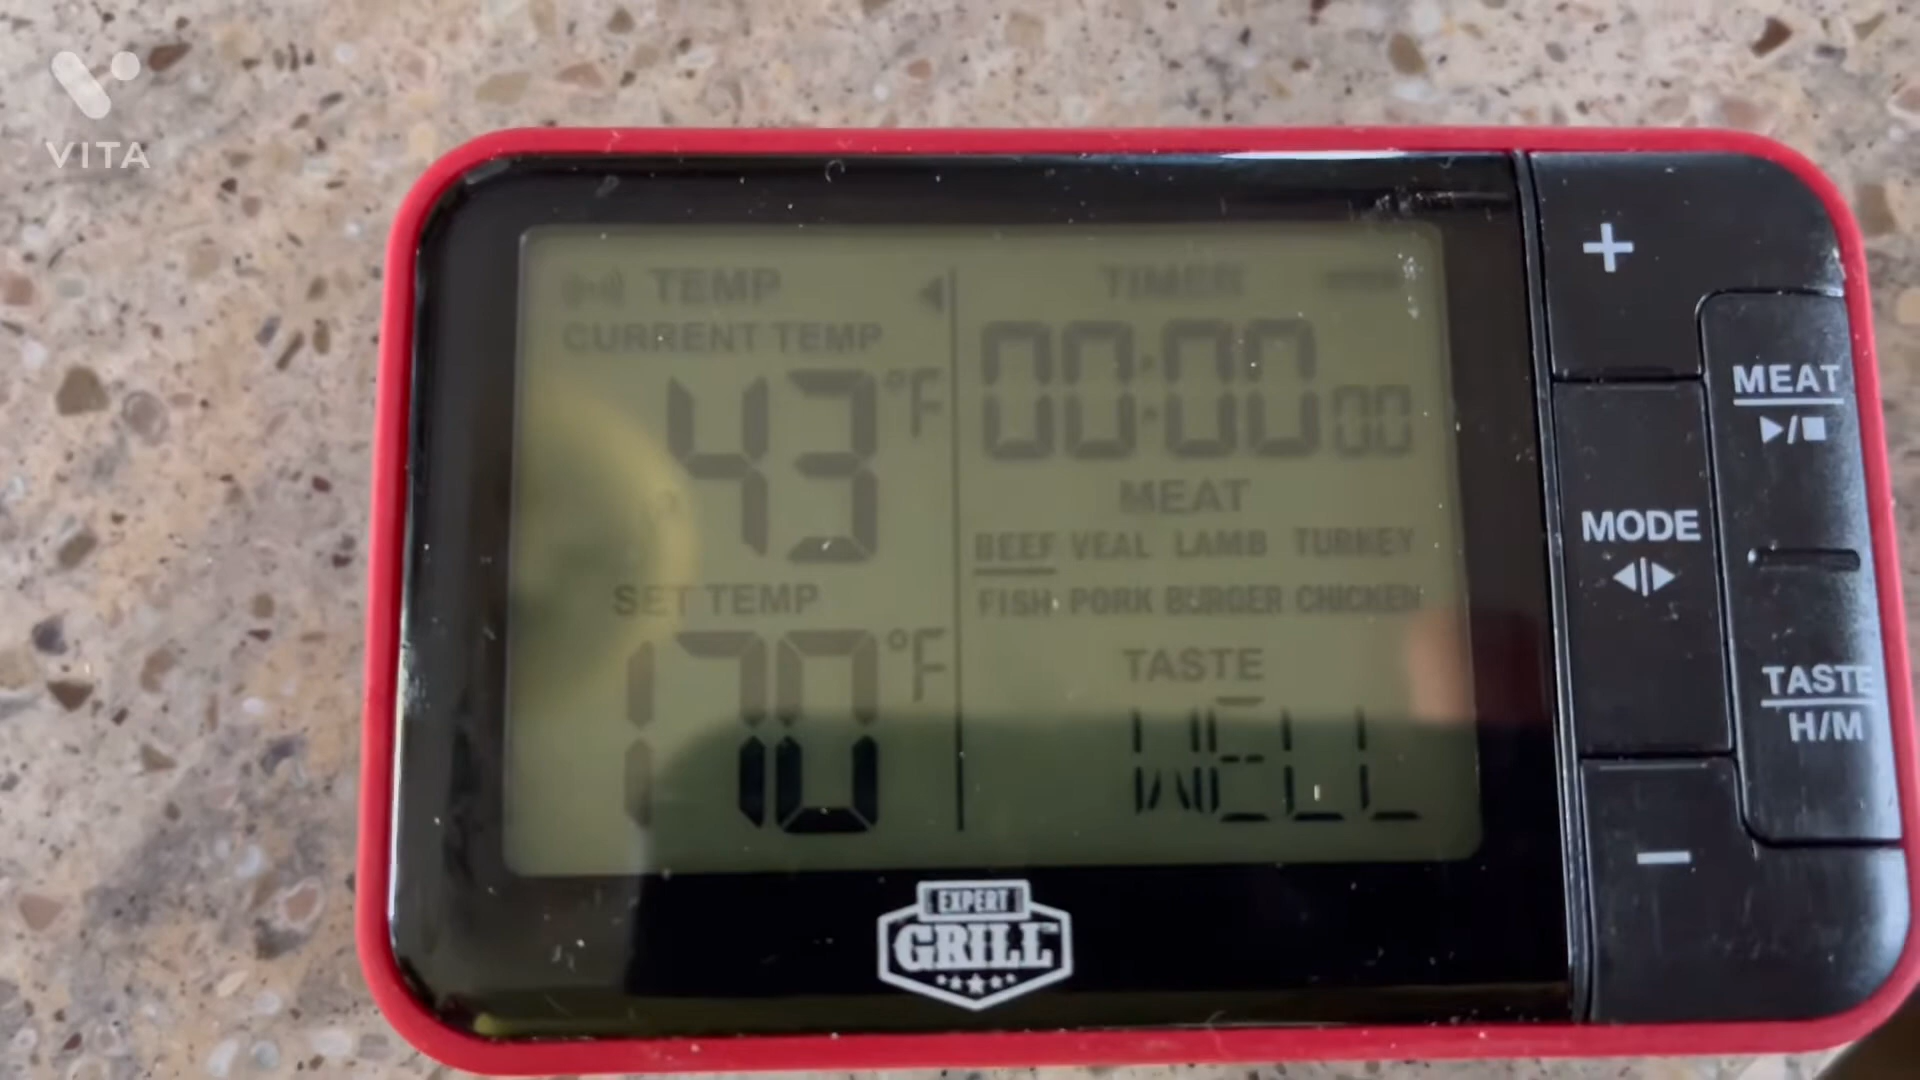 VITA
TEMP
CURRENT TEMP
43°F
SET TEMP
170°F
TIMER
00:00 00
MEAT
BEEF VEAL LAMB TURKEY
FISH PORK BURGER CHICKEN
TASTE
WELL
EXPERT
GRILL™
+
MEAT
▶/■
MODE
TASTE
H/M
−